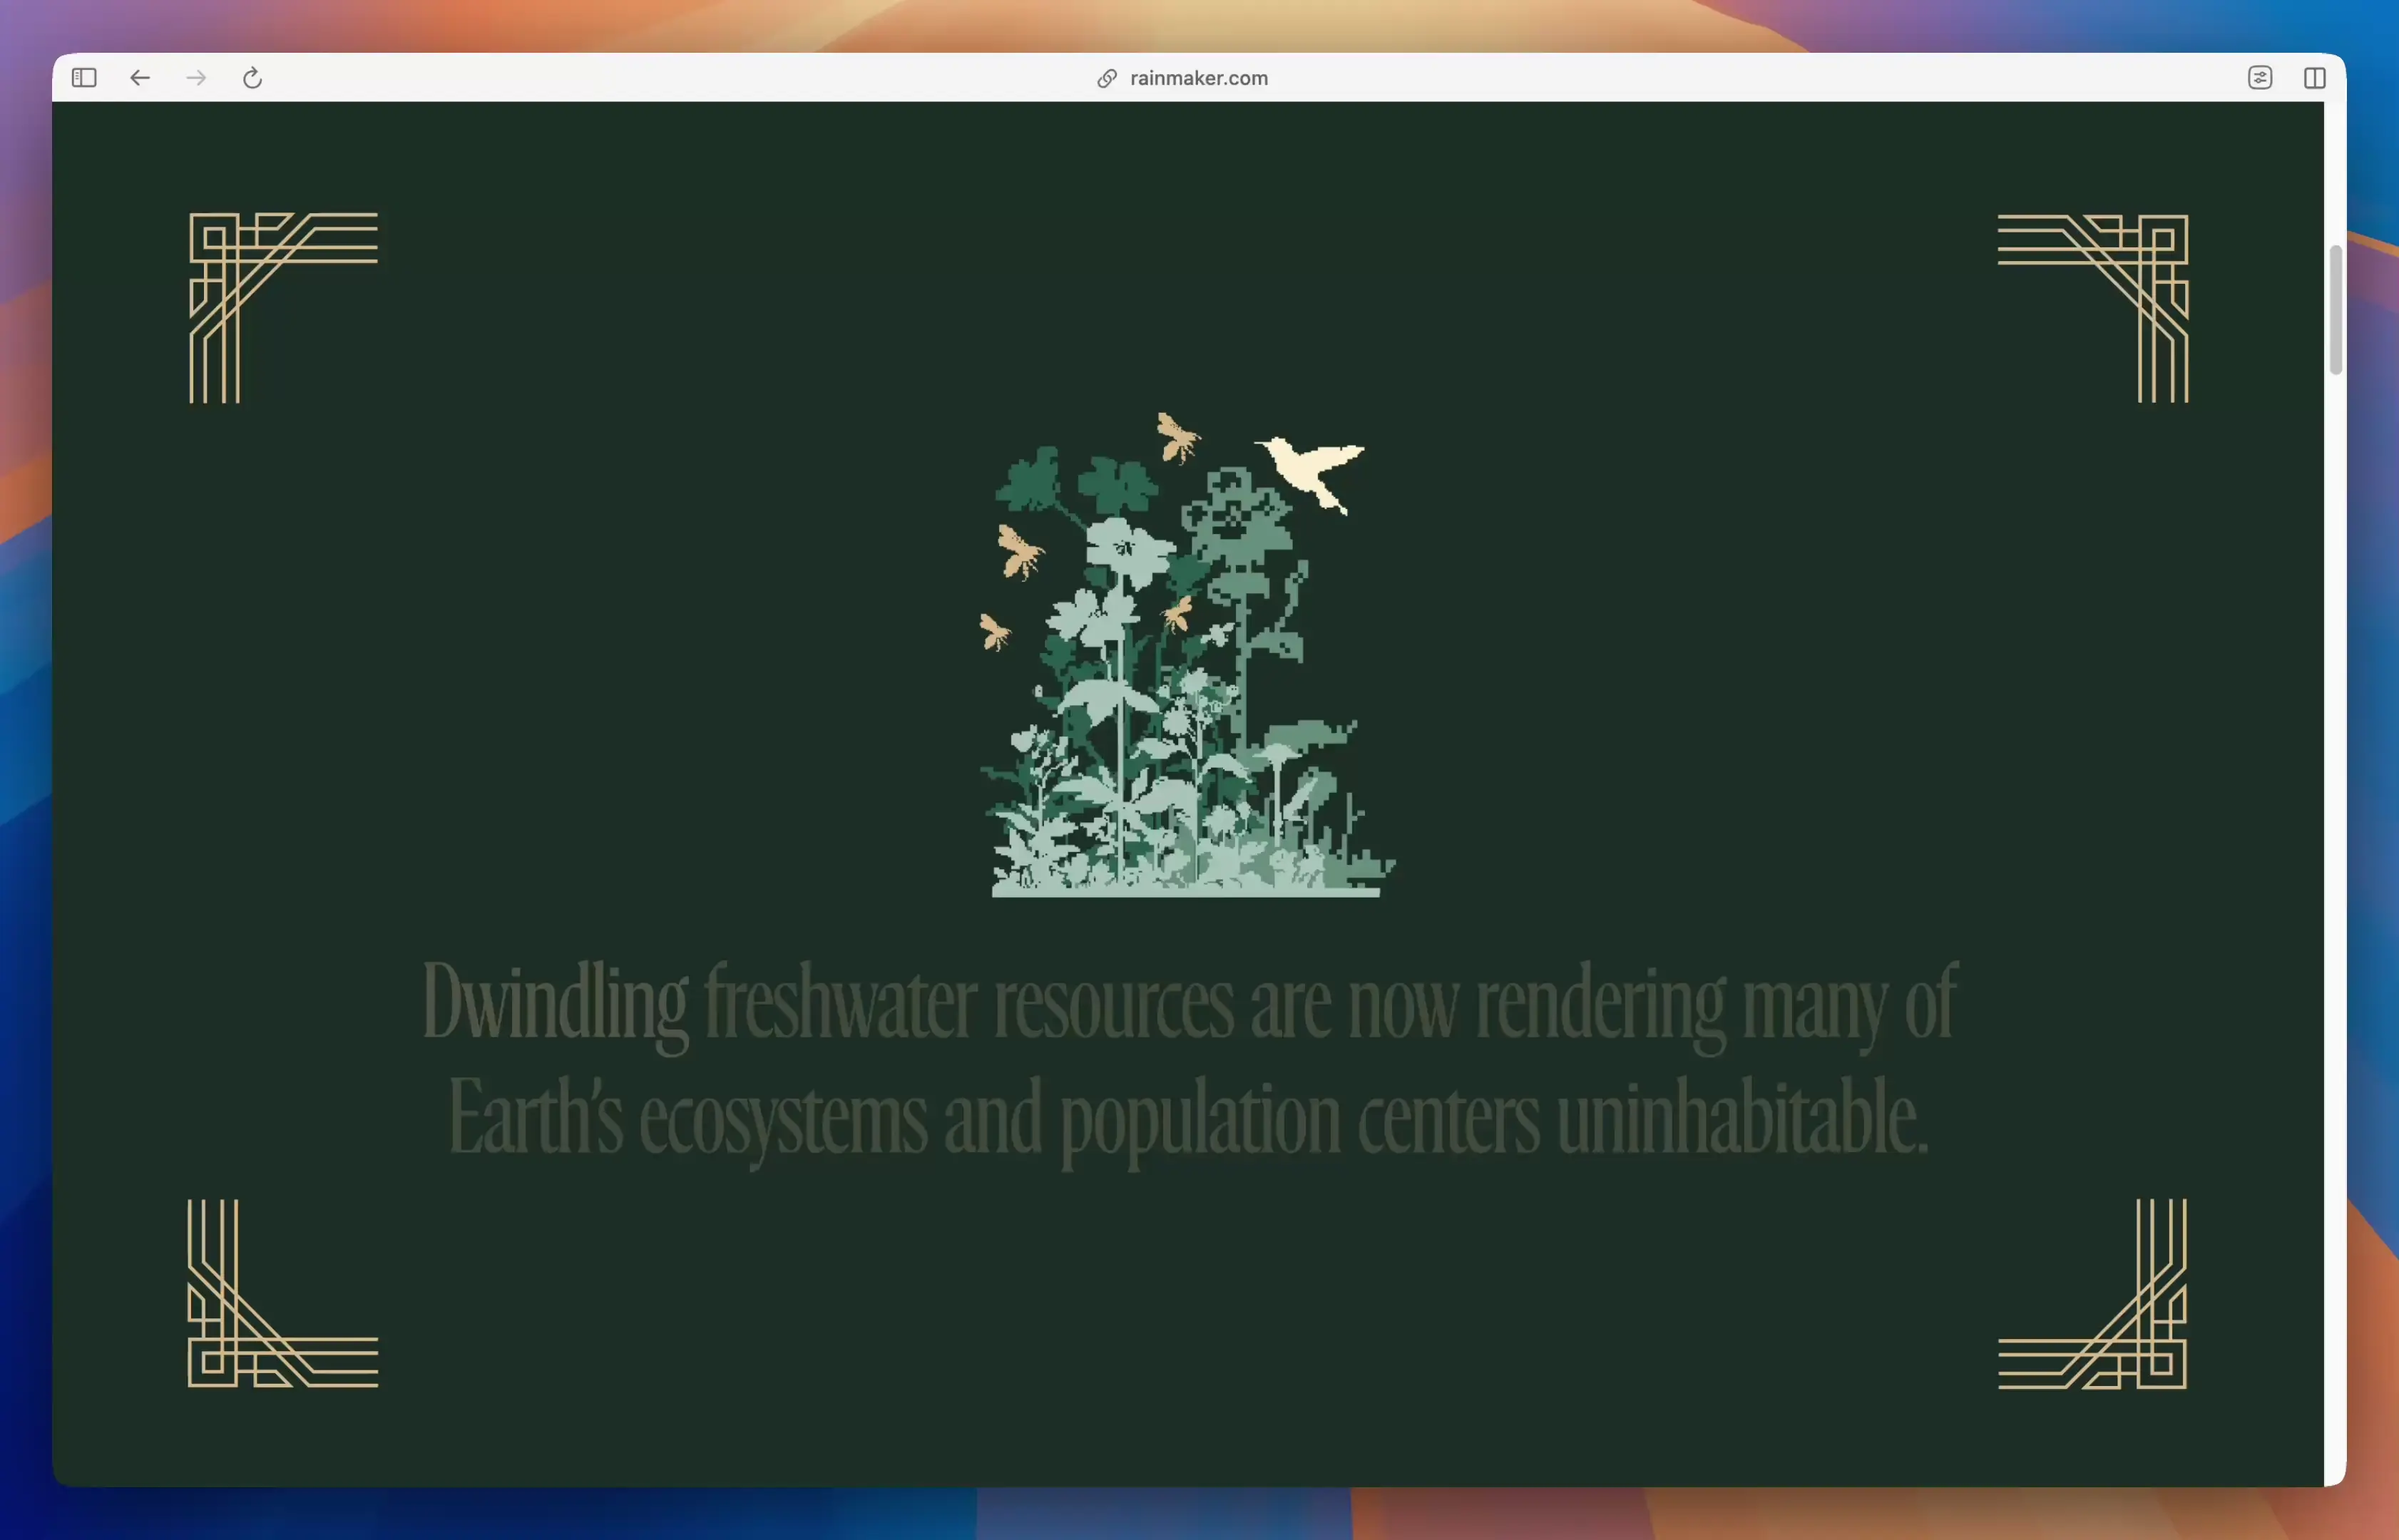 rainmaker.com
Dwindling freshwater resources are now rendering many of
Earth’s ecosystems and population centers uninhabitable.